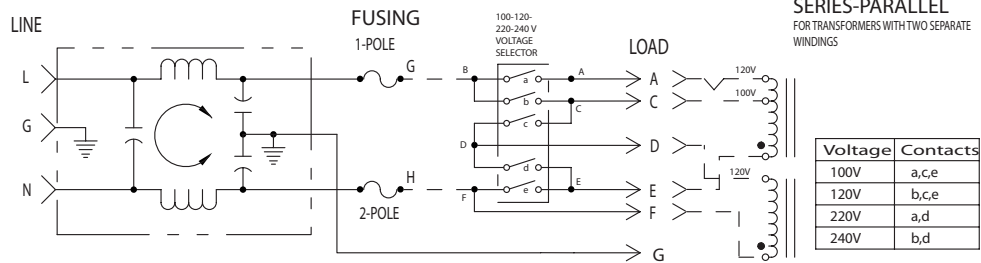 SERIES-PARALLEL
FOR TRANSFORMERS WITH TWO SEPARATE
WINDINGS
LINE
FUSING
1-POLE
100-120-
220-240 V
VOLTAGE
SELECTOR
LOAD
L
G
B
a
A
A
120V
b
C
C
100V
c
G
D
D
d
120V
N
H
F
e
E
E
2-POLE
F
G
Voltage Contacts
100V a,c,e
120V b,c,e
220V a,d
240V b,d